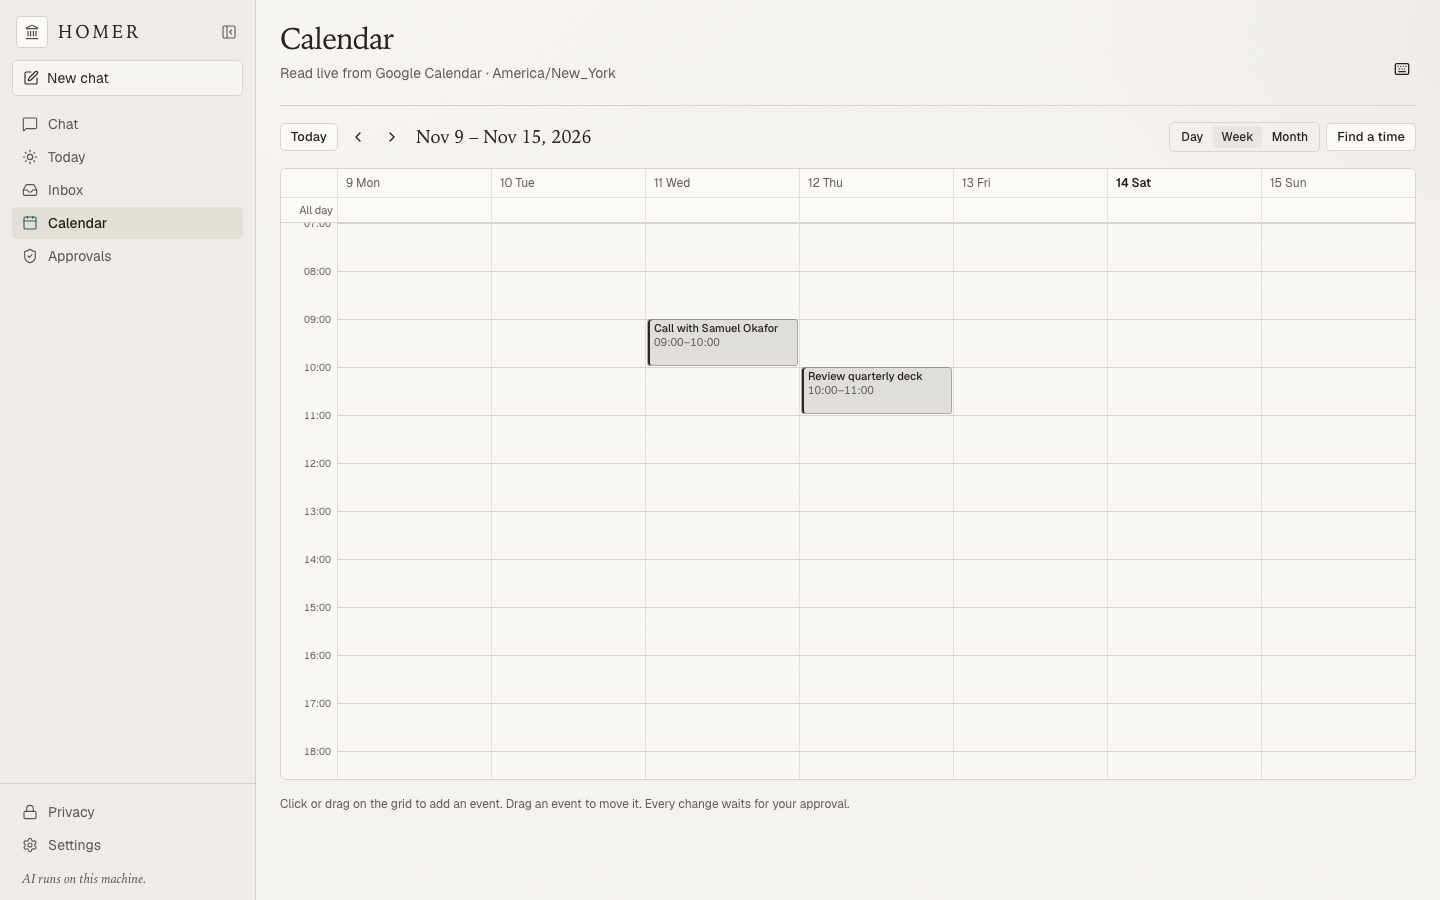 HOMER
New chat
Chat
Today
Inbox
Calendar
Approvals
Privacy
Settings
AI runs on this machine.
Calendar
Read live from Google Calendar · America/New_York
Today
Nov 9 – Nov 15, 2026
Day
Week
Month
Find a time
9 Mon
10 Tue
11 Wed
12 Thu
13 Fri
14 Sat
15 Sun
All day
07:00
08:00
09:00
Call with Samuel Okafor
09:00–10:00
10:00
Review quarterly deck
10:00–11:00
11:00
12:00
13:00
14:00
15:00
16:00
17:00
18:00
Click or drag on the grid to add an event. Drag an event to move it. Every change waits for your approval.